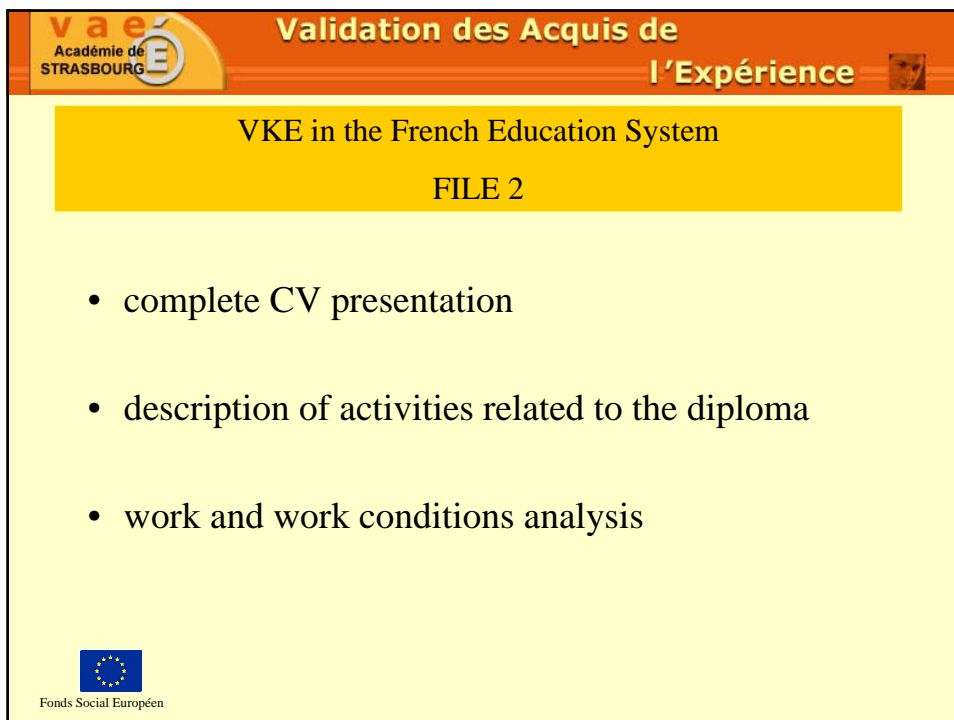 vaé
Académie de
STRASBOURG
É
Validation des Acquis de
l’Expérience
VKE in the French Education System
FILE 2
• complete CV presentation
• description of activities related to the diploma
• work and work conditions analysis
Fonds Social Européen